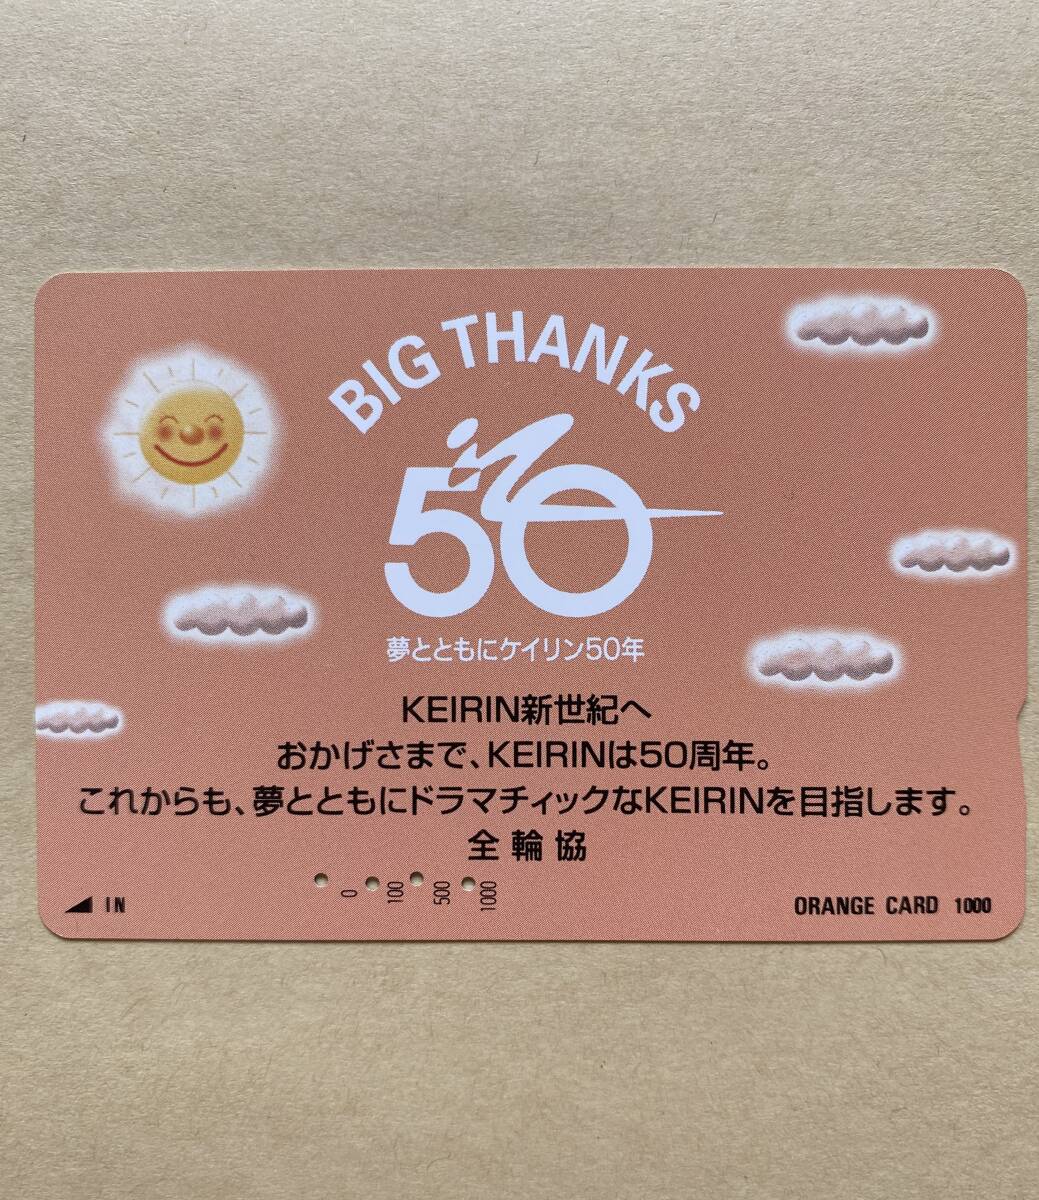 BIG THANKS
50
夢とともにケイリン50年
KEIRIN新世紀へ
おかげさまで、KEIRINは50周年。
これからも、夢とともにドラマチィックなKEIRINを目指します。
全輪協
0 100 500 1000
◢ IN
ORANGE CARD 1000